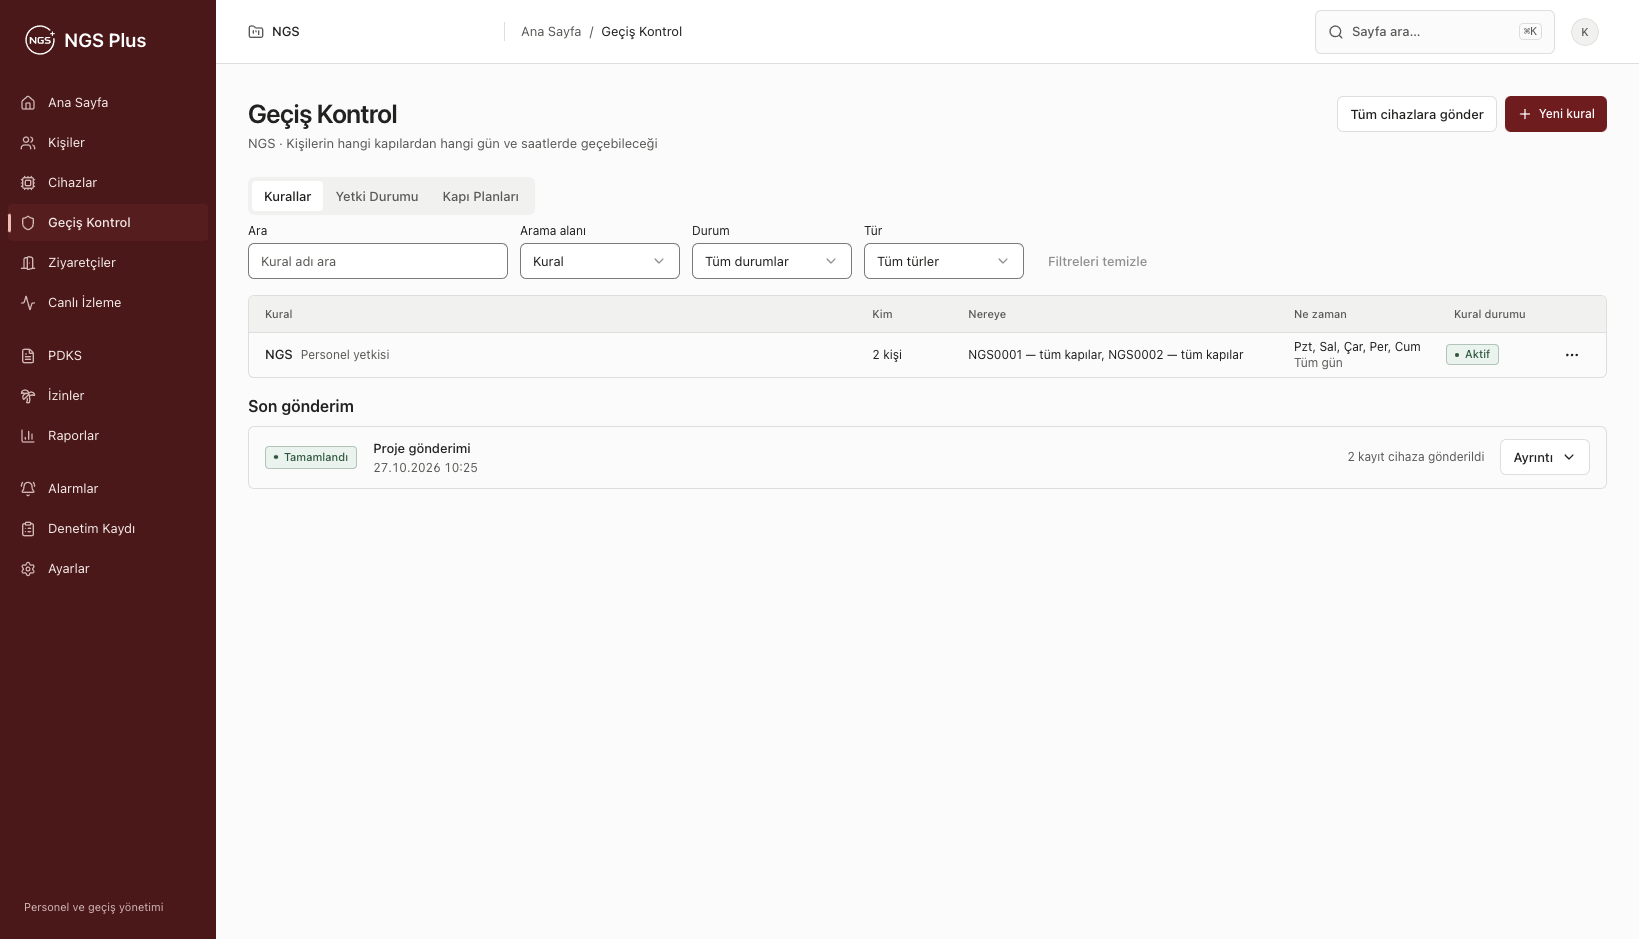 NGS
NGS Plus
Ana Sayfa
Kişiler
Cihazlar
Geçiş Kontrol
Ziyaretçiler
Canlı İzleme
PDKS
İzinler
Raporlar
Alarmlar
Denetim Kaydı
Ayarlar
Personel ve geçiş yönetimi
NGS
Ana Sayfa / Geçiş Kontrol
Sayfa ara... ⌘K
K
Geçiş Kontrol
NGS · Kişilerin hangi kapılardan hangi gün ve saatlerde geçebileceği
Tüm cihazlara gönder
+ Yeni kural
Kurallar Yetki Durumu Kapı Planları
Ara Arama alanı Durum Tür
Kural adı ara Kural Tüm durumlar Tüm türler Filtreleri temizle
Kural Kim Nereye Ne zaman Kural durumu
NGS Personel yetkisi 2 kişi NGS0001 — tüm kapılar, NGS0002 — tüm kapılar Pzt, Sal, Çar, Per, Cum Aktif
Tüm gün
Son gönderim
Tamamlandı
Proje gönderimi
27.10.2026 10:25
2 kayıt cihaza gönderildi
Ayrıntı